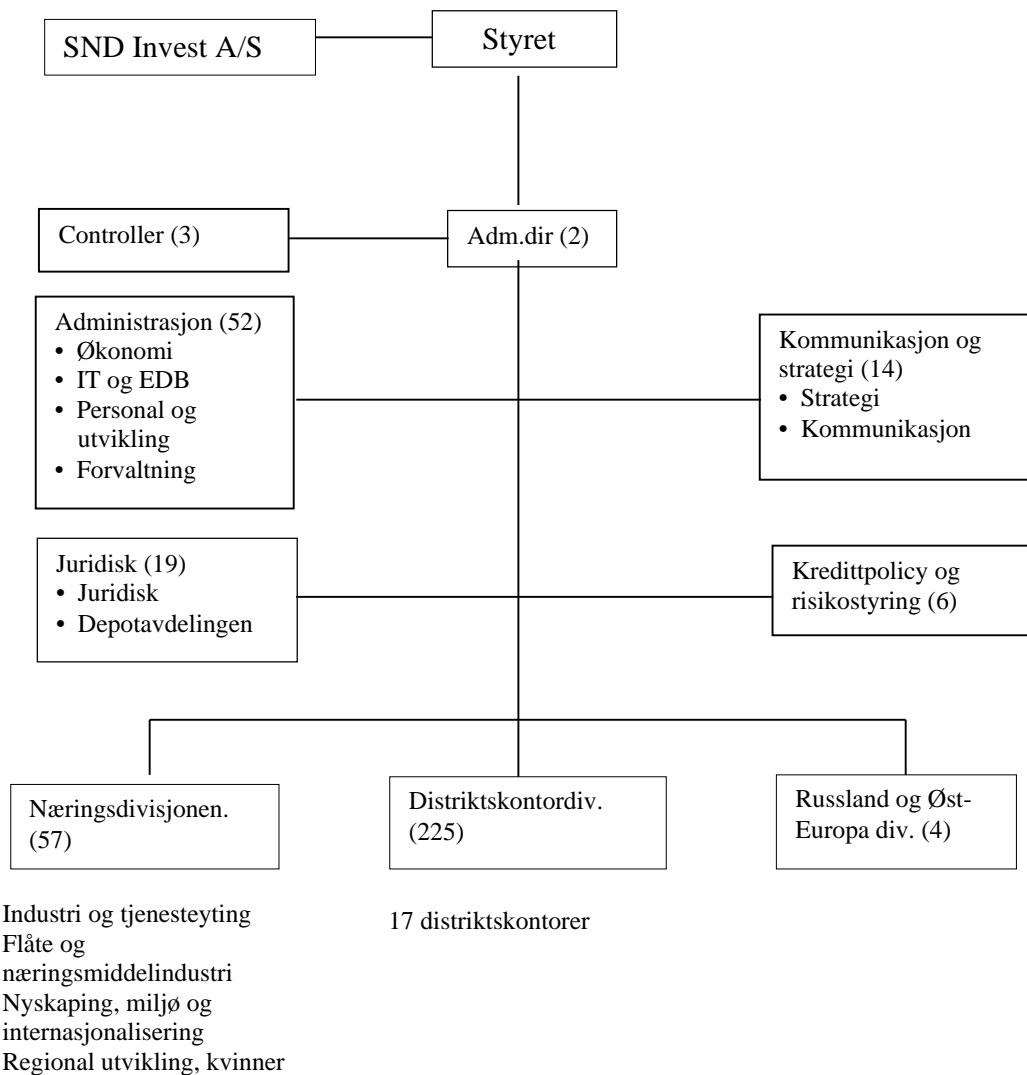 SND Invest A/S
Styret
Controller (3)
Adm.dir (2)
Administrasjon (52)
• Økonomi
• IT og EDB
• Personal og
utvikling
• Forvaltning
Kommunikasjon og
strategi (14)
• Strategi
• Kommunikasjon
Juridisk (19)
• Juridisk
• Depotavdelingen
Kredittpolicy og
risikostyring (6)
Næringsdivisjonen.
(57)
Distriktskontordiv.
(225)
Russland og Øst-
Europa div. (4)
Industri og tjenesteyting
Flåte og
næringsmiddelindustri
Nyskaping, miljø og
internasjonalisering
Regional utvikling, kvinner
17 distriktskontorer